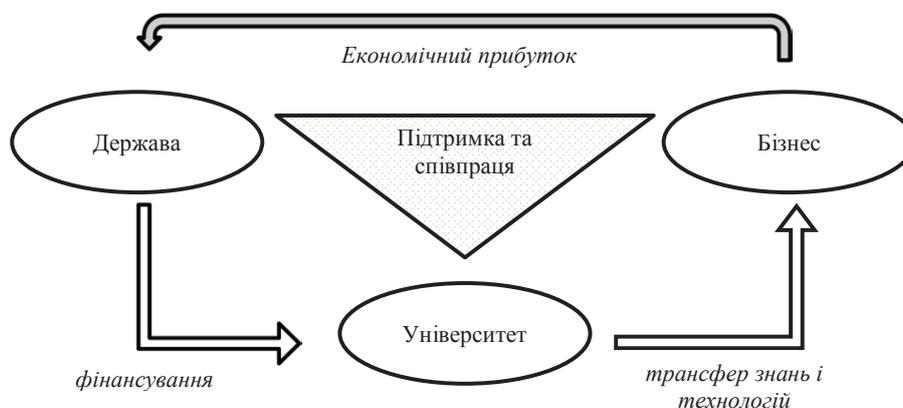 Економічний прибуток
Держава
Підтримка та
співпраця
Бізнес
Університет
фінансування
трансфер знань і
технологій